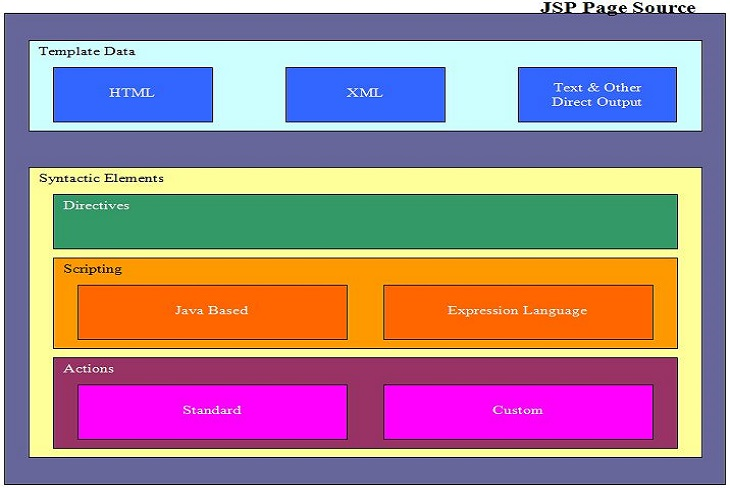 JSP Page Source
Template Data
HTML
XML
Text & Other
Direct Output
Syntactic Elements
Directives
Scripting
Java Based
Expression Language
Actions
Standard
Custom